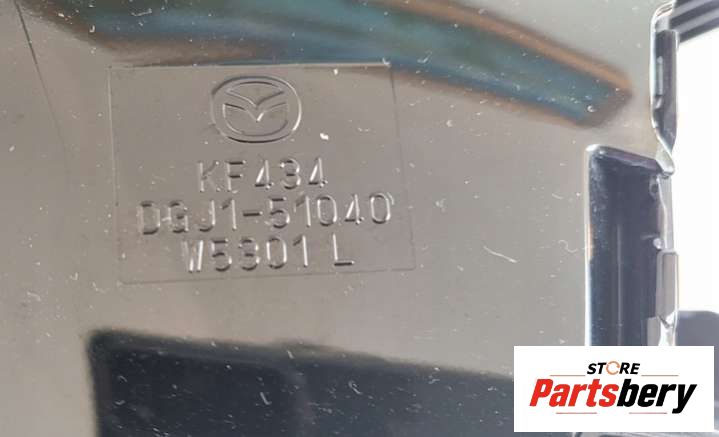 KF434
DGJ1-51040
W5301 L
STORE
Partsbery